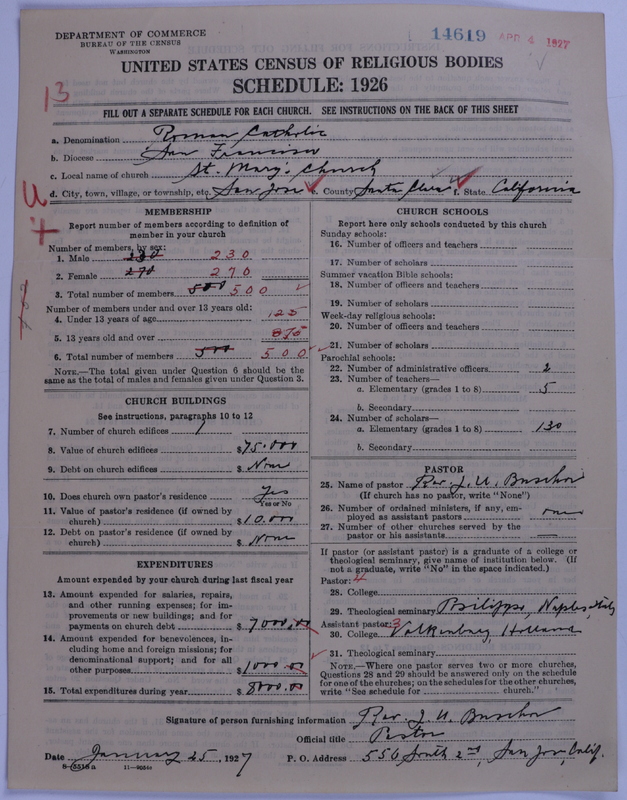 DEPARTMENT OF COMMERCE
BUREAU OF THE CENSUS
WASHINGTON
14619 APR 4 1927
UNITED STATES CENSUS OF RELIGIOUS BODIES
SCHEDULE: 1926
13
FILL OUT A SEPARATE SCHEDULE FOR EACH CHURCH. SEE INSTRUCTIONS ON THE BACK OF THIS SHEET
a. Denomination Roman Catholic
b. Diocese San Francisco
c. Local name of church St. Mary's Church
d. City, town, village, or township, etc. San Jose e. County Santa Clara f. State California
MEMBERSHIP
Report number of members according to definition of
member in your church
Number of members, by sex:
1. Male 230 230
2. Female 270 270
3. Total number of members 500 500
Number of members under and over 13 years old:
4. Under 13 years of age 125
5. 13 years old and over 375
6. Total number of members 500 500
NOTE.—The total given under Question 6 should be
same as the total of males and females given under Question 3.
CHURCH BUILDINGS
See instructions, paragraphs 10 to 12
7. Number of church edifices 1
8. Value of church edifices $75.000
9. Debt on church edifices $ None
10. Does church own pastor's residence Yes
Yes or No
11. Value of pastor's residence (if owned by
church) $10.000
12. Debt on pastor's residence (if owned by
church) $ None
EXPENDITURES
Amount expended by your church during last fiscal year
13. Amount expended for salaries, repairs,
and other running expenses; for im-
provements or new buildings; and for
payments on church debt $7000.00
14. Amount expended for benevolences, in-
cluding home and foreign missions; for
denominational support; and for all
other purposes $1000.00
15. Total expenditures during year $8000.00
CHURCH SCHOOLS
Report here only schools conducted by this church
Sunday schools:
16. Number of officers and teachers
17. Number of scholars
Summer vacation Bible schools:
18. Number of officers and teachers
19. Number of scholars
Week-day religious schools:
20. Number of officers and teachers
21. Number of scholars
Parochial schools:
22. Number of administrative officers 2
23. Number of teachers—
a. Elementary (grades 1 to 8) 5
b. Secondary
24. Number of scholars—
a. Elementary (grades 1 to 8) 130
b. Secondary
PASTOR
25. Name of pastor Rev. J. U.
(If church has no pastor, write "None")
26. Number of ordained ministers, if any, em-
ployed as assistant pastors one
27. Number of other churches served by the
pastor or his assistants —
If pastor (or assistant pastor) is a graduate of a college or
theological seminary, give name of institution below. (If
not a graduate, write "No" in the space indicated.)
Pastor: 4
28. College
29. Theological seminary Philippo, Naples, Italy
Assistant pastor: 3
30. College Valkenburg Holland
31. Theological seminary
NOTE.—Where one pastor serves two or more churches,
Questions 28 and 29 should be answered only on the schedule
for one of the churches; on the schedules for the other churches,
write "See schedule for church."
Signature of person furnishing information Rev. J. U.
Official title Pastor
Date January 25, 1927 P. O. Address 556 South 2nd, San Jose, Calif.
8-5518a 11—9054